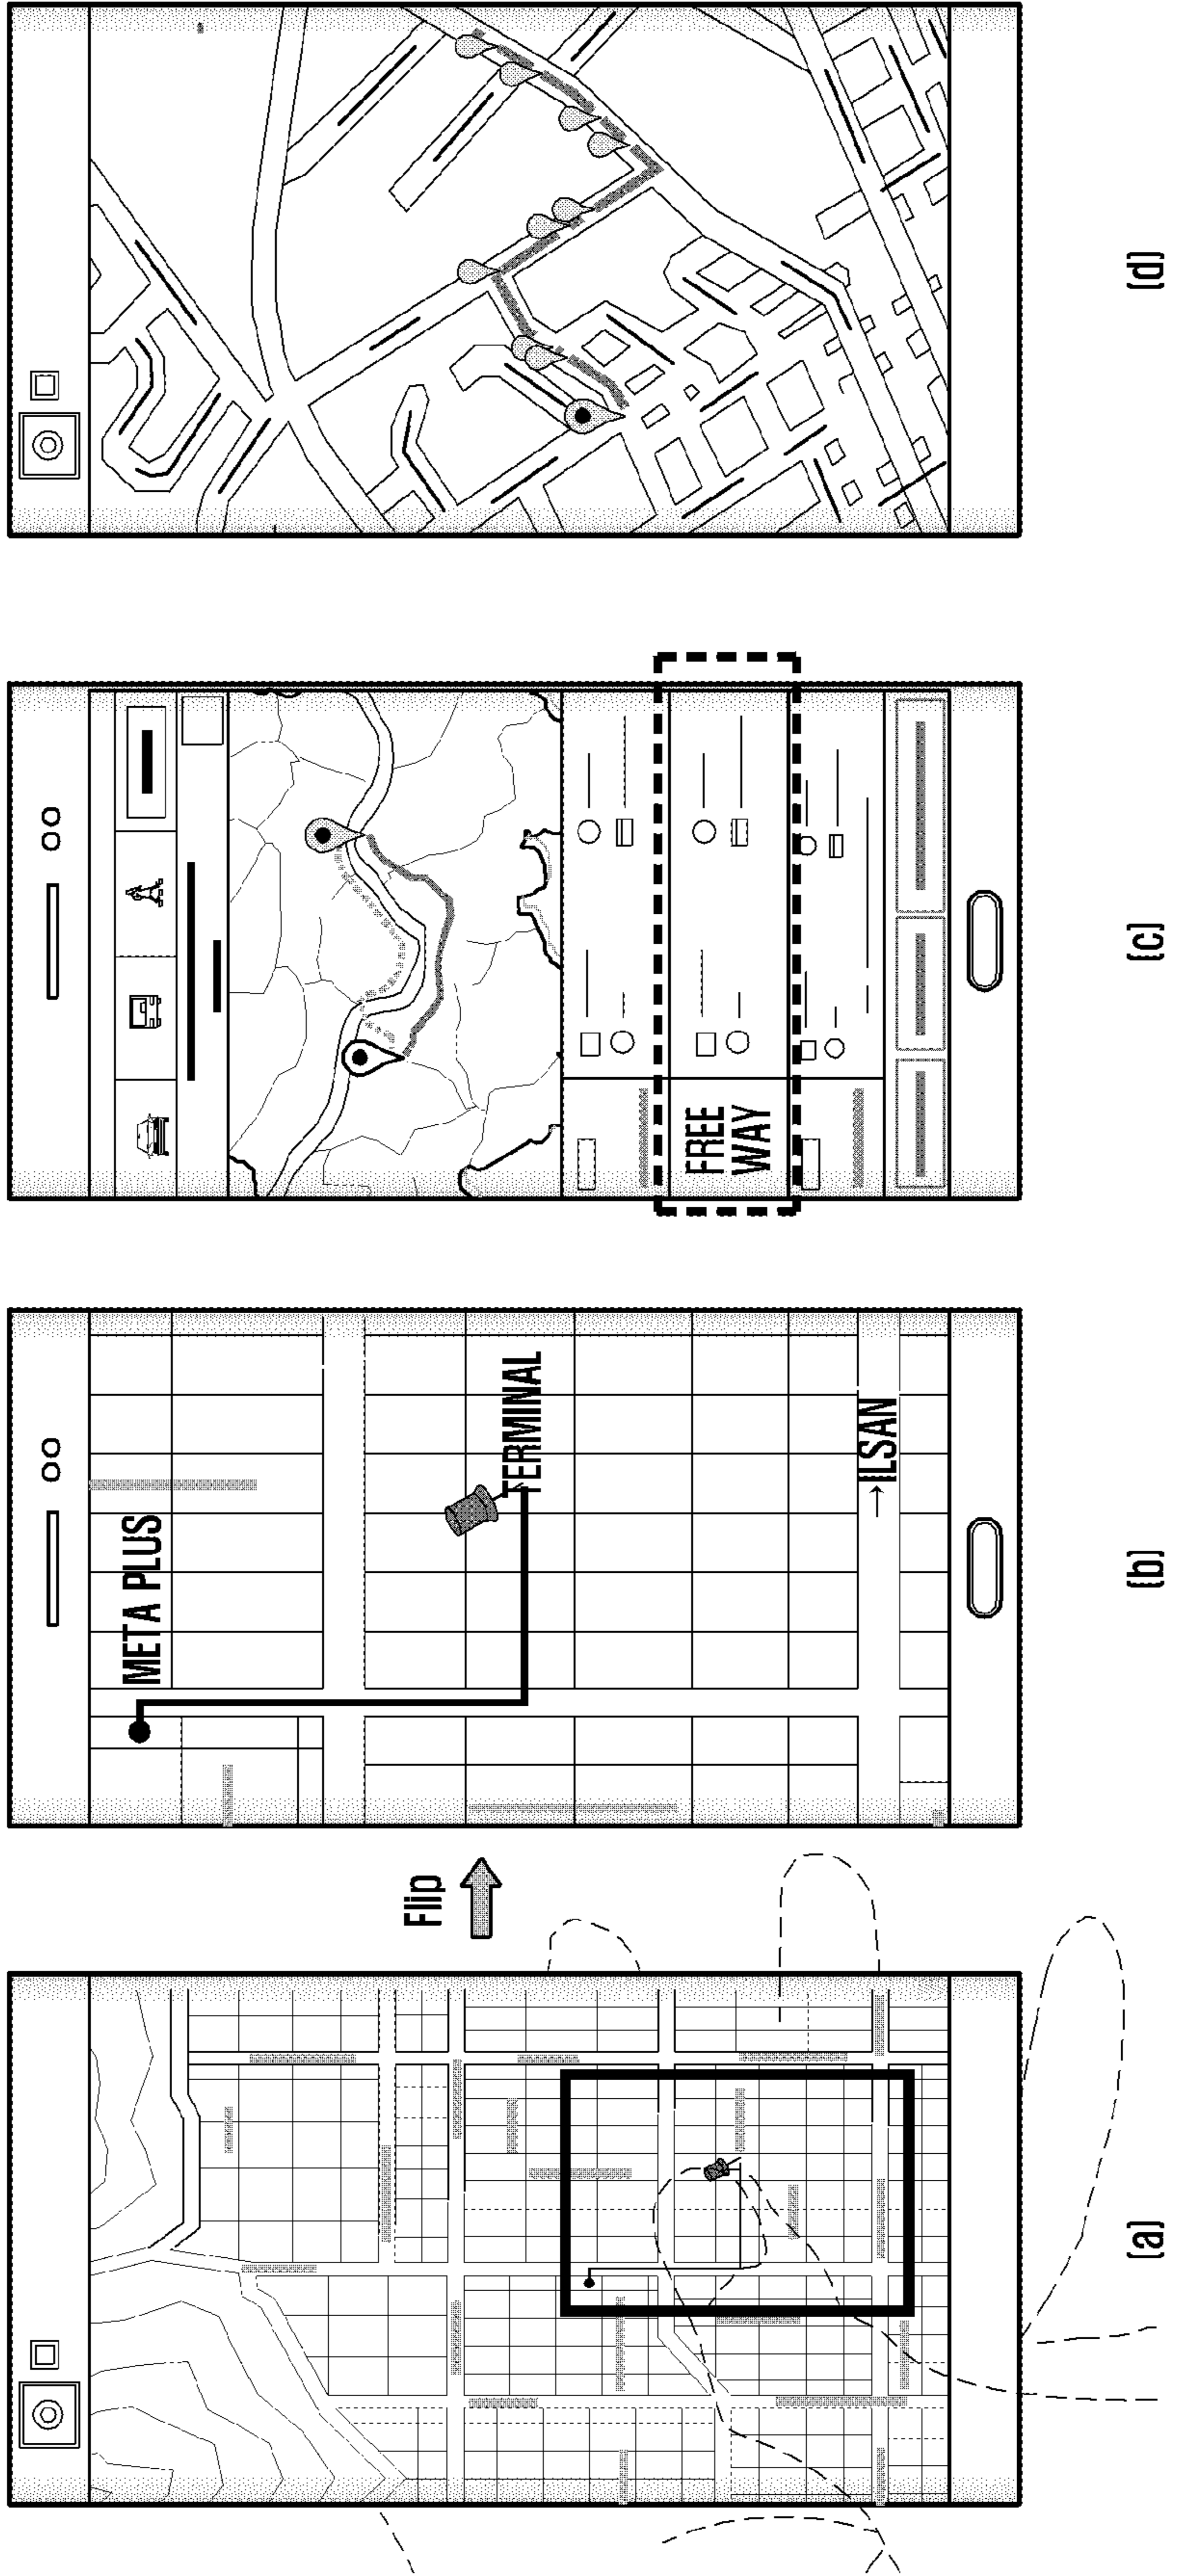 Flip
META PLUS
TERMINAL
→ ILSAN
FREE
WAY
(a)
(b)
(c)
(d)